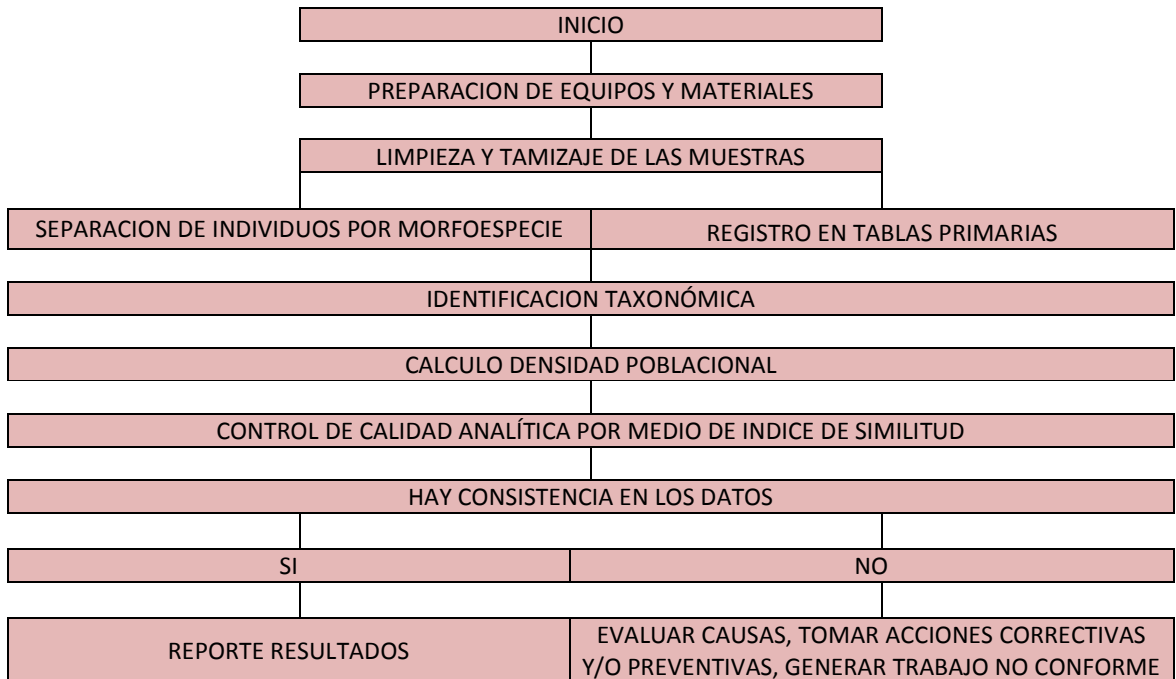 INICIO
PREPARACION DE EQUIPOS Y MATERIALES
LIMPIEZA Y TAMIZAJE DE LAS MUESTRAS
SEPARACION DE INDIVIDUOS POR MORFOESPECIE
REGISTRO EN TABLAS PRIMARIAS
IDENTIFICACION TAXONÓMICA
CALCULO DENSIDAD POBLACIONAL
CONTROL DE CALIDAD ANALÍTICA POR MEDIO DE INDICE DE SIMILITUD
HAY CONSISTENCIA EN LOS DATOS
SI
NO
REPORTE RESULTADOS
EVALUAR CAUSAS, TOMAR ACCIONES CORRECTIVAS
Y/O PREVENTIVAS, GENERAR TRABAJO NO CONFORME